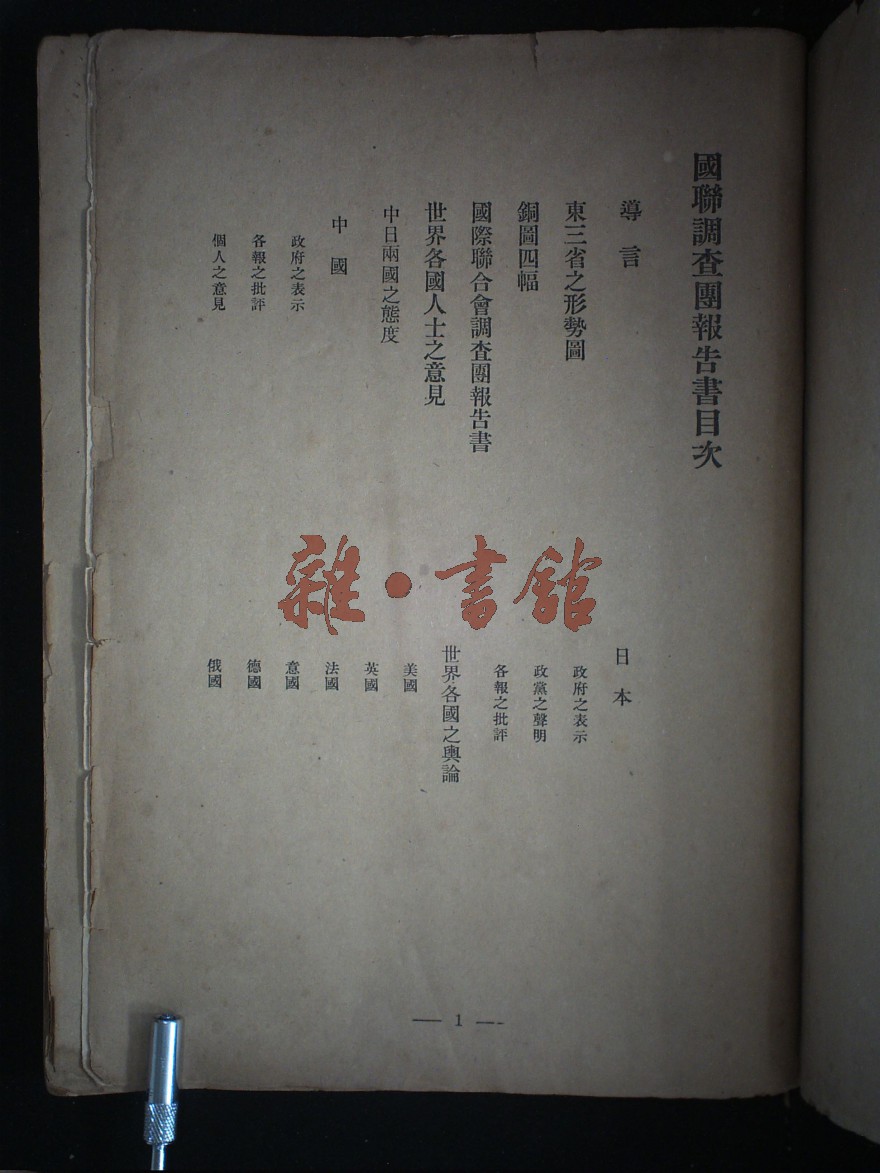 國聯調查團報告書目次
導言
東三省之形勢圖
銅圖四幅
國際聯合會調查團報告書
世界各國人士之意見
中日兩國之態度
中國
政府之表示
各報之批評
個人之意見
日本
政府之表示
政黨之聲明
各報之批評
世界各國之輿論
美國
英國
法國
意國
德國
俄國
雜·書館
— 1 —